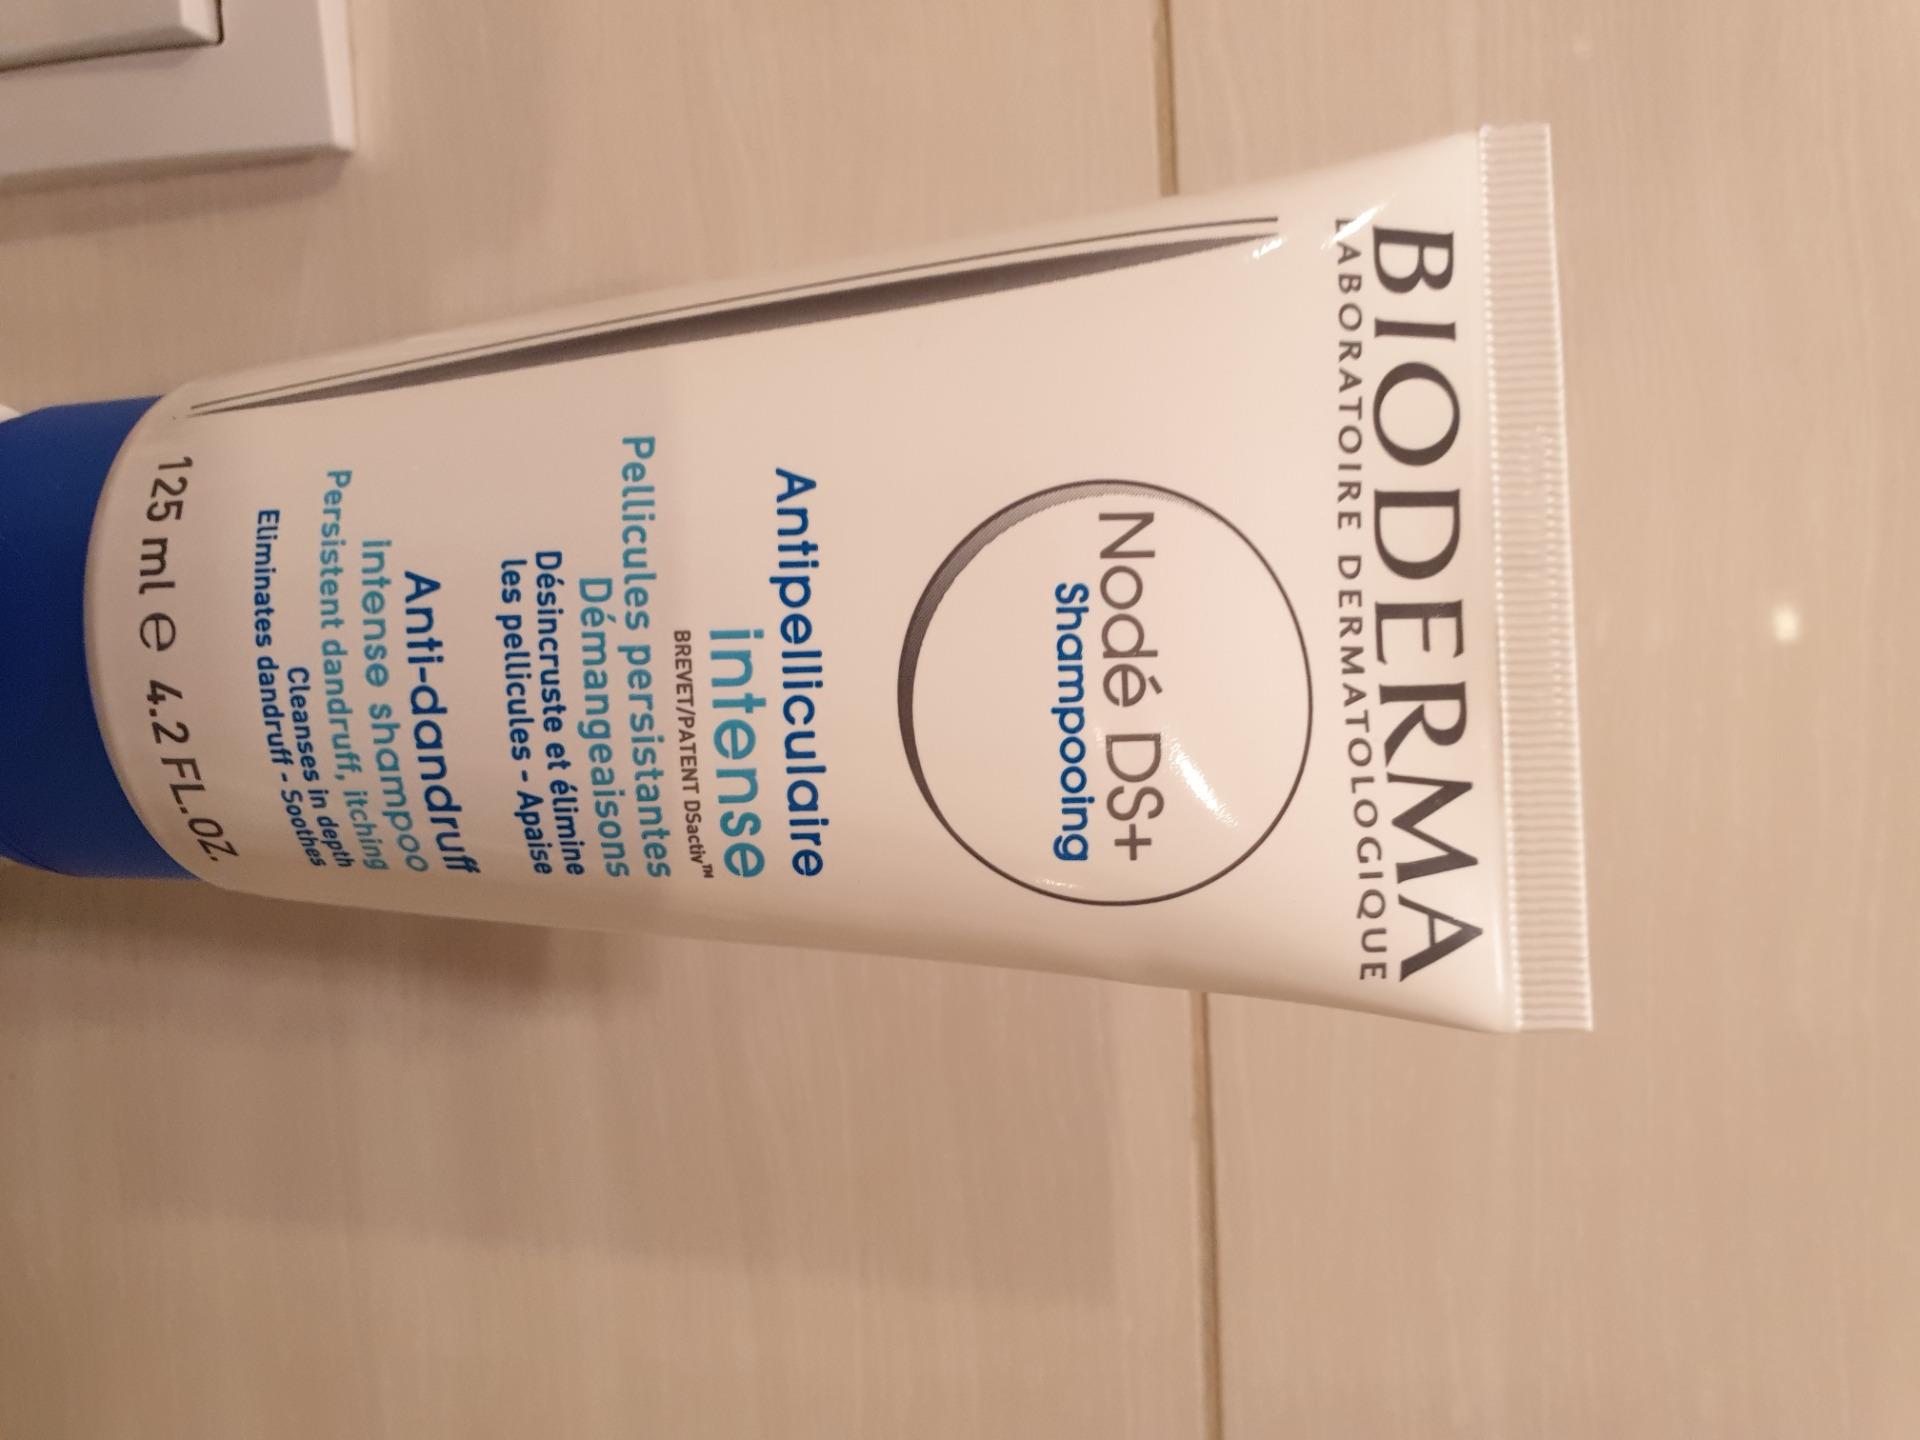 BIODERMA
LABORATOIRE DERMATOLOGIQUE
Nodé DS+
Shampooing
Antipelliculaire
intense
BREVET/PATENT DSactiv™
Pellicules persistantes
Démangeaisons
Désincruste et élimine
les pellicules - Apaise
Anti-dandruff
intense shampoo
Persistent dandruff, itching
Cleanses in depth
Eliminates dandruff - Soothes
125 ml e 4.2 FL.OZ.